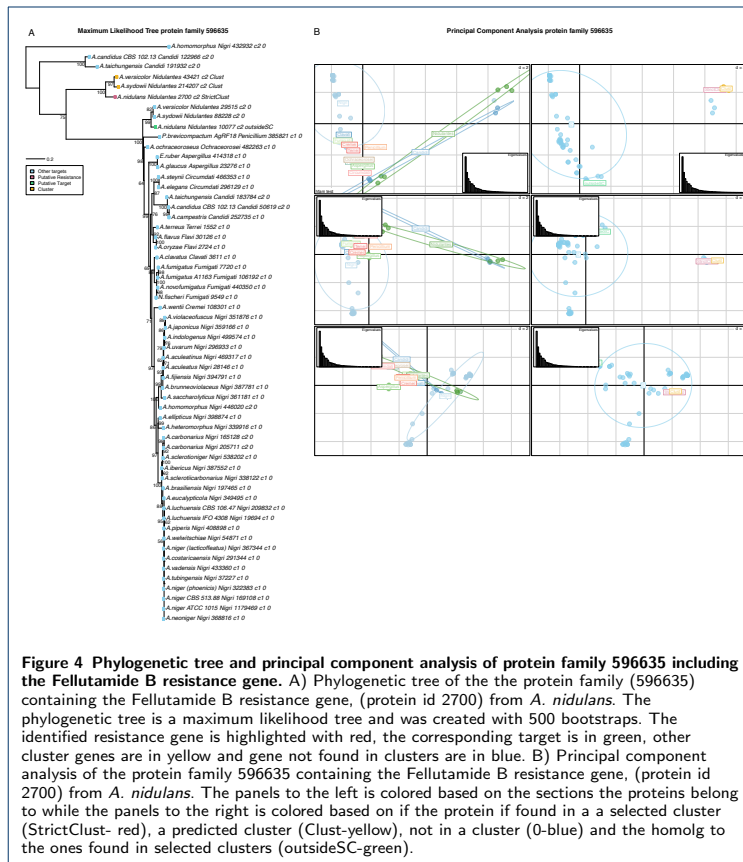 A
Maximum Likelihood Tree protein family 596635
A.homomorphus Nigri 432932 c2 0
A.candidus CBS 102.13 Candidi 122966 c2 0
A.taichungensis Candidi 191932 c2 0
A.versicolor Nidulantes 43421 c2 Clust
A.sydowii Nidulantes 214207 c2 Clust
A.nidulans Nidulantes 2700 c2 StrictClust
A.versicolor Nidulantes 29515 c2 0
A.sydowii Nidulantes 88228 c2 0
A.nidulans Nidulantes 10077 c2 outsideSC
P.brevicompactum AgRF18 Penicillium 385821 c1 0
A.ochraceoroseus Ochraceorosei 482263 c1 0
E.ruber Aspergillus 414318 c1 0
A.glaucus Aspergillus 23276 c1 0
A.steynii Circumdati 466353 c1 0
A.elegans Circumdati 296129 c1 0
A.taichungensis Candidi 183784 c2 0
A.candidus CBS 102.13 Candidi 50619 c2 0
A.campestris Candidi 252735 c1 0
A.terreus Terrei 1552 c1 0
A.flavus Flavi 30126 c1 0
A.oryzae Flavi 2724 c1 0
A.clavatus Clavati 3611 c1 0
A.fumigatus Fumigati 7720 c1 0
A.fumigatus A1163 Fumigati 106192 c1 0
A.novofumigatus Fumigati 440350 c1 0
N.fischeri Fumigati 9549 c1 0
A.wentii Cremei 108301 c1 0
A.violaceofuscus Nigri 351876 c1 0
A.japonicus Nigri 359166 c1 0
A.indologenus Nigri 499574 c1 0
A.uvarum Nigri 296933 c1 0
A.aculeatinus Nigri 469317 c1 0
A.aculeatus Nigri 28146 c1 0
A.fijiensis Nigri 394791 c1 0
A.brunneoviolaceus Nigri 387781 c1 0
A.saccharolyticus Nigri 361181 c1 0
A.homomorphus Nigri 446020 c2 0
A.ellipticus Nigri 398874 c1 0
A.heteromorphus Nigri 339916 c1 0
A.carbonarius Nigri 165128 c2 0
A.carbonarius Nigri 205711 c2 0
A.sclerotioniger Nigri 538202 c1 0
A.ibericus Nigri 387552 c1 0
A.sclerotiicarbonarius Nigri 338122 c1 0
A.brasiliensis Nigri 197465 c1 0
A.eucalypticola Nigri 349495 c1 0
A.luchuensis CBS 106.47 Nigri 209832 c1 0
A.luchuensis IFO 4308 Nigri 19694 c1 0
A.piperis Nigri 408898 c1 0
A.welwitschiae Nigri 54871 c1 0
A.niger (lacticoffeatus) Nigri 367344 c1 0
A.costaricaensis Nigri 291344 c1 0
A.vadensis Nigri 433360 c1 0
A.tubingensis Nigri 37227 c1 0
A.niger (phoenicis) Nigri 322383 c1 0
A.niger CBS 513.88 Nigri 169108 c1 0
A.niger ATCC 1015 Nigri 1179469 c1 0
A.neoniger Nigri 368816 c1 0
0.2
Other targets
Putative Resistance
Putative Target
Cluster
B
Principal Component Analysis protein family 596635
Eigenvalues
Eigenvalues
Eigenvalues
Eigenvalues
Eigenvalues
Eigenvalues
Figure 4 Phylogenetic tree and principal component analysis of protein family 596635 including
the Fellutamide B resistance gene. A) Phylogenetic tree of the the protein family (596635)
containing the Fellutamide B resistance gene, (protein id 2700) from A. nidulans. The
phylogenetic tree is a maximum likelihood tree and was created with 500 bootstraps. The
identified resistance gene is highlighted with red, the corresponding target is in green, other
cluster genes are in yellow and gene not found in clusters are in blue. B) Principal component
analysis of the protein family 596635 containing the Fellutamide B resistance gene, (protein id
2700) from A. nidulans. The panels to the left is colored based on the sections the proteins belong
to while the panels to the right is colored based on if the protein if found in a a selected cluster
(StrictClust- red), a predicted cluster (Clust-yellow), not in a cluster (0-blue) and the homolg to
the ones found in selected clusters (outsideSC-green).